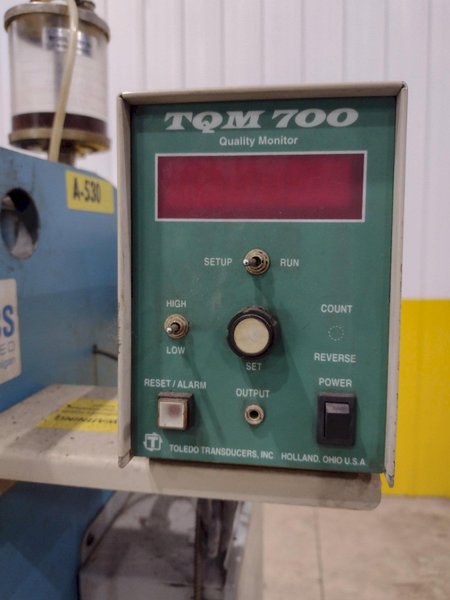 TQM 700
Quality Monitor
A-530
SETUP RUN
HIGH
COUNT
LOW
SET
REVERSE
RESET / ALARM
OUTPUT
POWER
WARNING
TOLEDO TRANSDUCERS, INC HOLLAND, OHIO U.S.A.